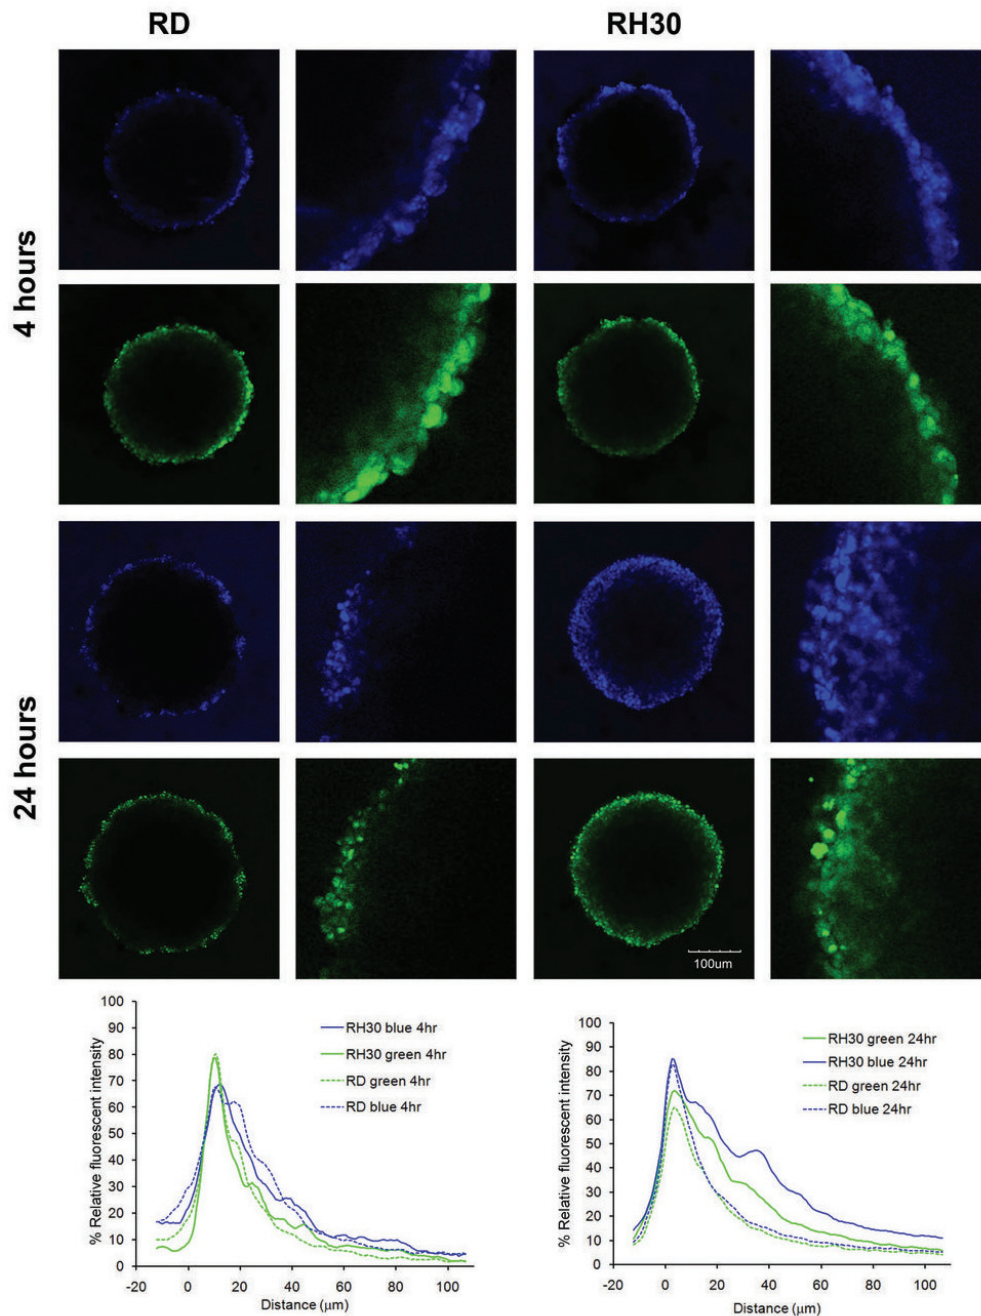 RD
RH30
4 hours
24 hours
100um
100
90
80
70
60
50
40
30
20
10
0
-20 0 20 40 60 80 100
% Relative fluorescent intensity
Distance (µm)
RH30 blue 4hr
RH30 green 4hr
RD green 4hr
RD blue 4hr
100
90
80
70
60
50
40
30
20
10
0
-20 0 20 40 60 80 100
% Relative fluorescent intensity
Distance (µm)
RH30 green 24hr
RH30 blue 24hr
RD green 24hr
RD blue 24hr